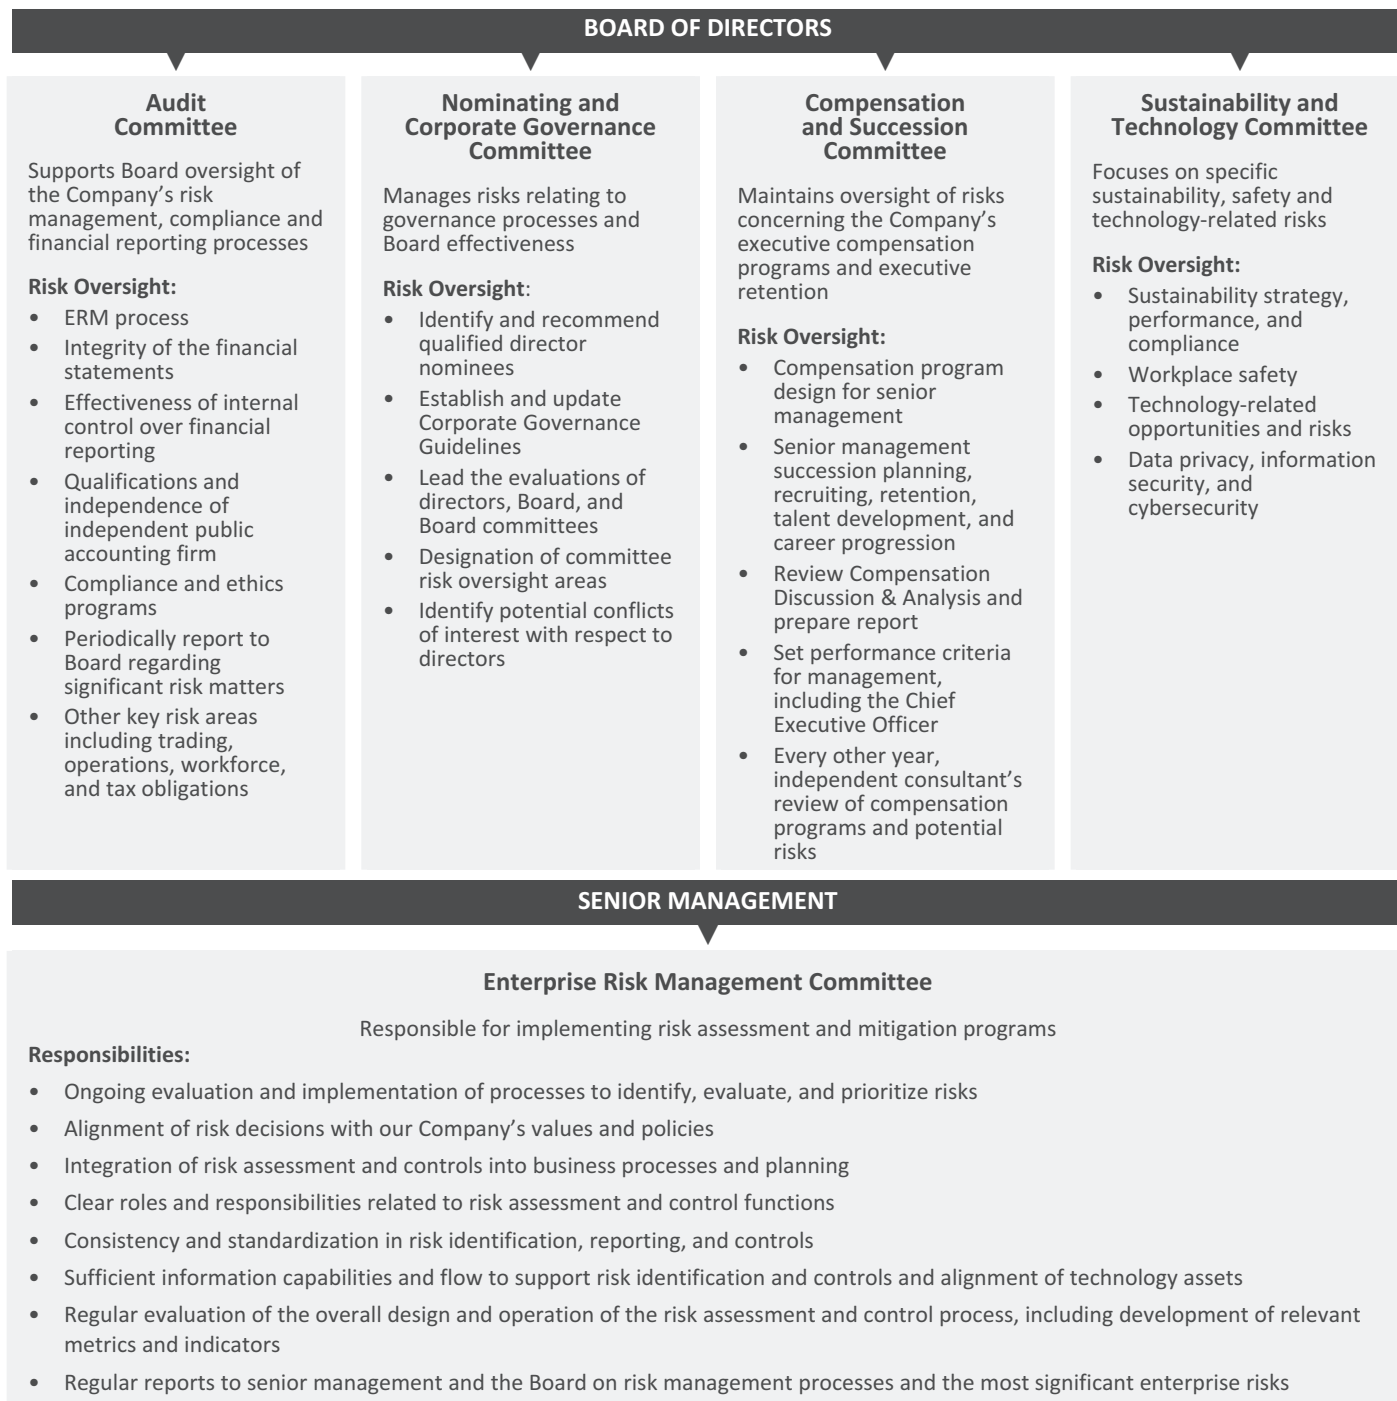 BOARD OF DIRECTORS
Audit
Committee
Supports Board oversight of
the Company’s risk
management, compliance and
financial reporting processes
Risk Oversight:
• ERM process
• Integrity of the financial
statements
• Effectiveness of internal
control over financial
reporting
• Qualifications and
independence of
independent public
accounting firm
• Compliance and ethics
programs
• Periodically report to
Board regarding
significant risk matters
• Other key risk areas
including trading,
operations, workforce,
and tax obligations
Nominating and
Corporate Governance
Committee
Manages risks relating to
governance processes and
Board effectiveness
Risk Oversight:
• Identify and recommend
qualified director
nominees
• Establish and update
Corporate Governance
Guidelines
• Lead the evaluations of
directors, Board, and
Board committees
• Designation of committee
risk oversight areas
• Identify potential conflicts
of interest with respect to
directors
Compensation
and Succession
Committee
Maintains oversight of risks
concerning the Company’s
executive compensation
programs and executive
retention
Risk Oversight:
• Compensation program
design for senior
management
• Senior management
succession planning,
recruiting, retention,
talent development, and
career progression
• Review Compensation
Discussion & Analysis and
prepare report
• Set performance criteria
for management,
including the Chief
Executive Officer
• Every other year,
independent consultant’s
review of compensation
programs and potential
risks
Sustainability and
Technology Committee
Focuses on specific
sustainability, safety and
technology-related risks
Risk Oversight:
• Sustainability strategy,
performance, and
compliance
• Workplace safety
• Technology-related
opportunities and risks
• Data privacy, information
security, and
cybersecurity
SENIOR MANAGEMENT
Enterprise Risk Management Committee
Responsible for implementing risk assessment and mitigation programs
Responsibilities:
• Ongoing evaluation and implementation of processes to identify, evaluate, and prioritize risks
• Alignment of risk decisions with our Company’s values and policies
• Integration of risk assessment and controls into business processes and planning
• Clear roles and responsibilities related to risk assessment and control functions
• Consistency and standardization in risk identification, reporting, and controls
• Sufficient information capabilities and flow to support risk identification and controls and alignment of technology assets
• Regular evaluation of the overall design and operation of the risk assessment and control process, including development of relevant
metrics and indicators
• Regular reports to senior management and the Board on risk management processes and the most significant enterprise risks